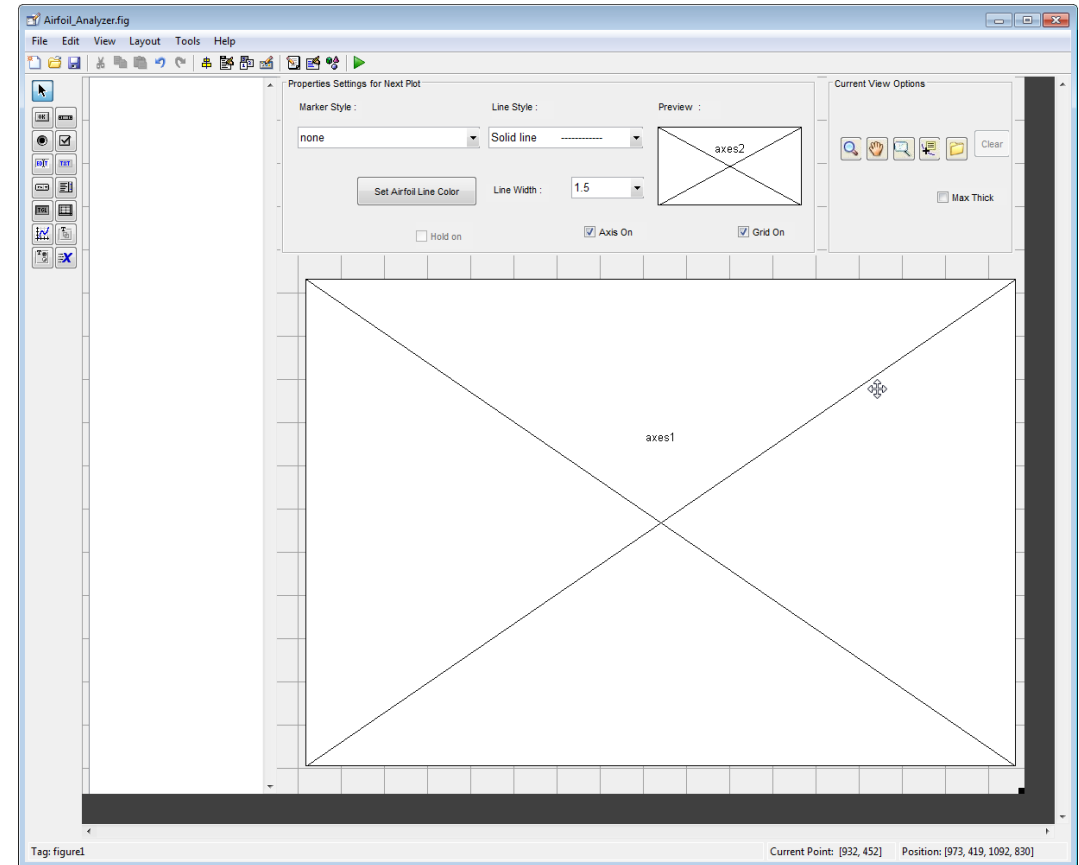 Airfoil_Analyzer.fig
File Edit View Layout Tools Help
Properties Settings for Next Plot
Current View Options
Marker Style :
Line Style :
Preview :
none
Solid line ------------
axes2
Clear
Set Airfoil Line Color
Line Width :
1.5
Max Thick
Hold on
Axis On
Grid On
axes1
Tag: figure1
Current Point: [932, 452]
Position: [973, 419, 1092, 830]